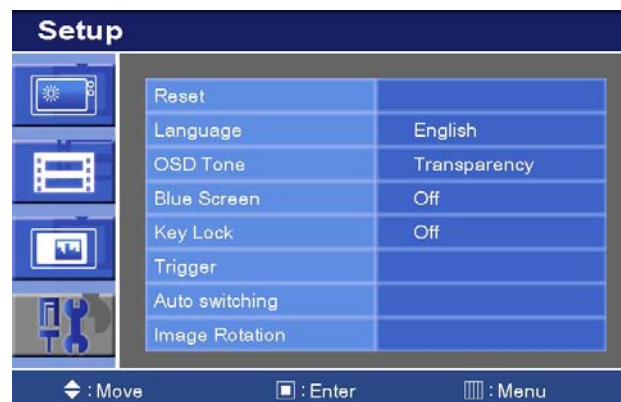 Setup
Reset
Language English
OSD Tone Transparency
Blue Screen Off
Key Lock Off
Trigger
Auto switching
Image Rotation
: Move : Enter : Menu